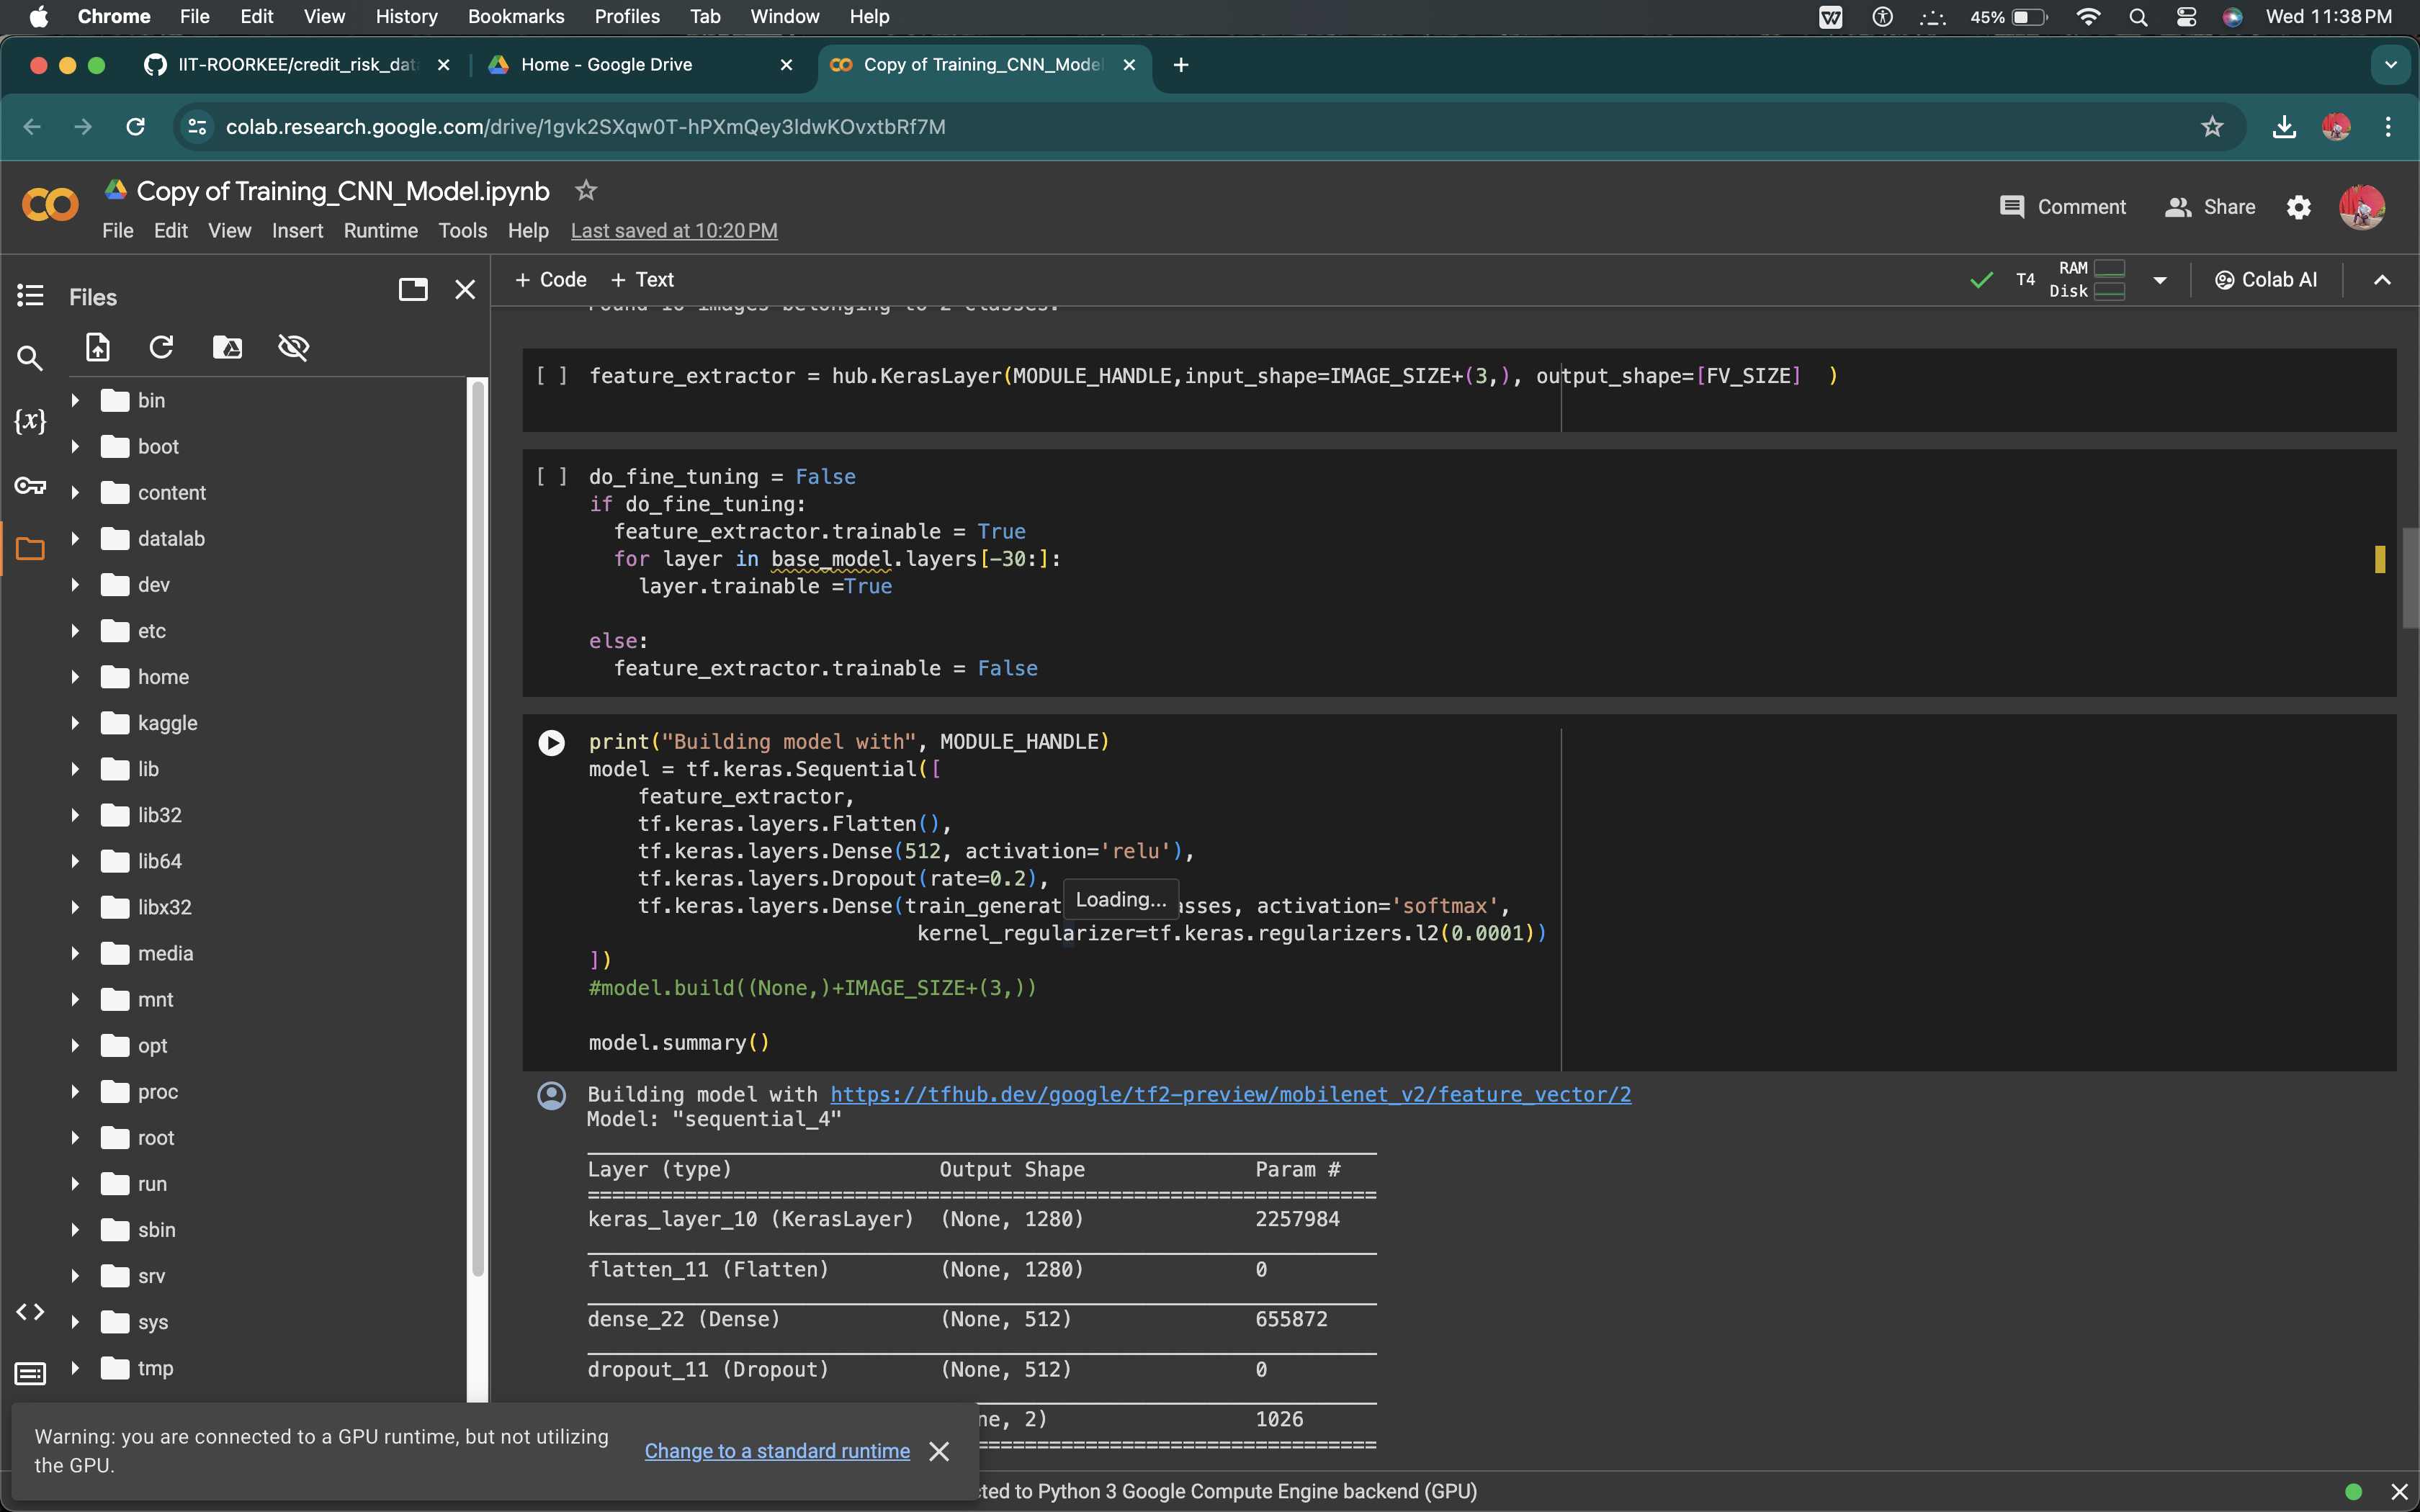 Chrome File Edit View History Bookmarks Profiles Tab Window Help 45% Wed 11:38 PM
IIT-ROORKEE/credit_risk_dat Home - Google Drive Copy of Training_CNN_Model
colab.research.google.com/drive/1gvk2SXqw0T-hPXmQey3ldwKOvxtbRf7M
Copy of Training_CNN_Model.ipynb
File Edit View Insert Runtime Tools Help Last saved at 10:20 PM
Comment Share
Files
+ Code + Text
T4 RAM Disk Colab AI
bin
boot
content
datalab
dev
etc
home
kaggle
lib
lib32
lib64
libx32
media
mnt
opt
proc
root
run
sbin
srv
sys
tmp
{x}
images belonging to 2 classes.
[ ] feature_extractor = hub.KerasLayer(MODULE_HANDLE,input_shape=IMAGE_SIZE+(3,), output_shape=[FV_SIZE] )
[ ] do_fine_tuning = False
if do_fine_tuning:
feature_extractor.trainable = True
for layer in base_model.layers[-30:]:
layer.trainable =True
else:
feature_extractor.trainable = False
print("Building model with", MODULE_HANDLE)
model = tf.keras.Sequential([
feature_extractor,
tf.keras.layers.Flatten(),
tf.keras.layers.Dense(512, activation='relu'),
tf.keras.layers.Dropout(rate=0.2),
Loading...
tf.keras.layers.Dense(train_generat asses, activation='softmax',
kernel_regularizer=tf.keras.regularizers.l2(0.0001))
])
#model.build((None,)+IMAGE_SIZE+(3,))
model.summary()
Building model with https://tfhub.dev/google/tf2-preview/mobilenet_v2/feature_vector/2
Model: "sequential_4"
Layer (type) Output Shape Param #
=================================================================
keras_layer_10 (KerasLayer) (None, 1280) 2257984
flatten_11 (Flatten) (None, 1280) 0
dense_22 (Dense) (None, 512) 655872
dropout_11 (Dropout) (None, 512) 0
ne, 2) 1026
Warning: you are connected to a GPU runtime, but not utilizing
the GPU.
Change to a standard runtime
cted to Python 3 Google Compute Engine backend (GPU)